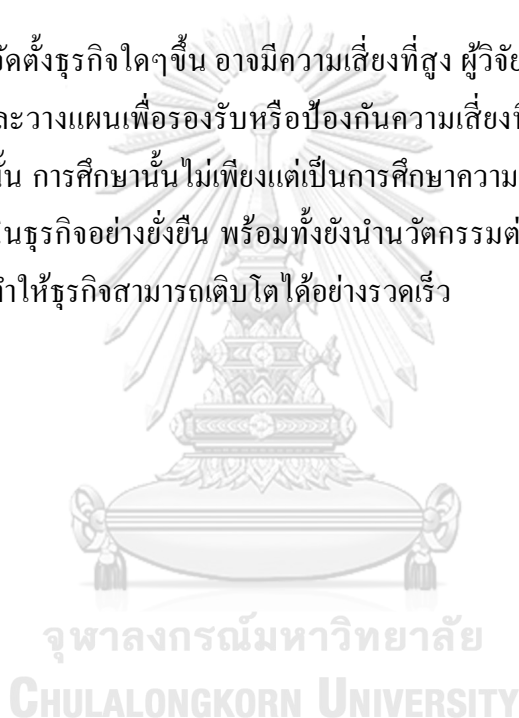 จัดตั้งธุรกิจใดๆขึ้น อาจมีความเสี่ยงที่สูง ผู้วิจัย
ละวางแผนเพื่อรองรับหรือป้องกันความเสี่ยงที่
นั้น การศึกษานั้นไม่เพียงแต่เป็นการศึกษาความ
ในธุรกิจอย่างยั่งยืน พร้อมทั้งยังนำนวัตกรรมต่
ทำให้ธุรกิจสามารถเติบโตได้อย่างรวดเร็ว
จุฬาลงกรณ์มหาวิทยาลัย
CHULALONGKORN UNIVERSITY